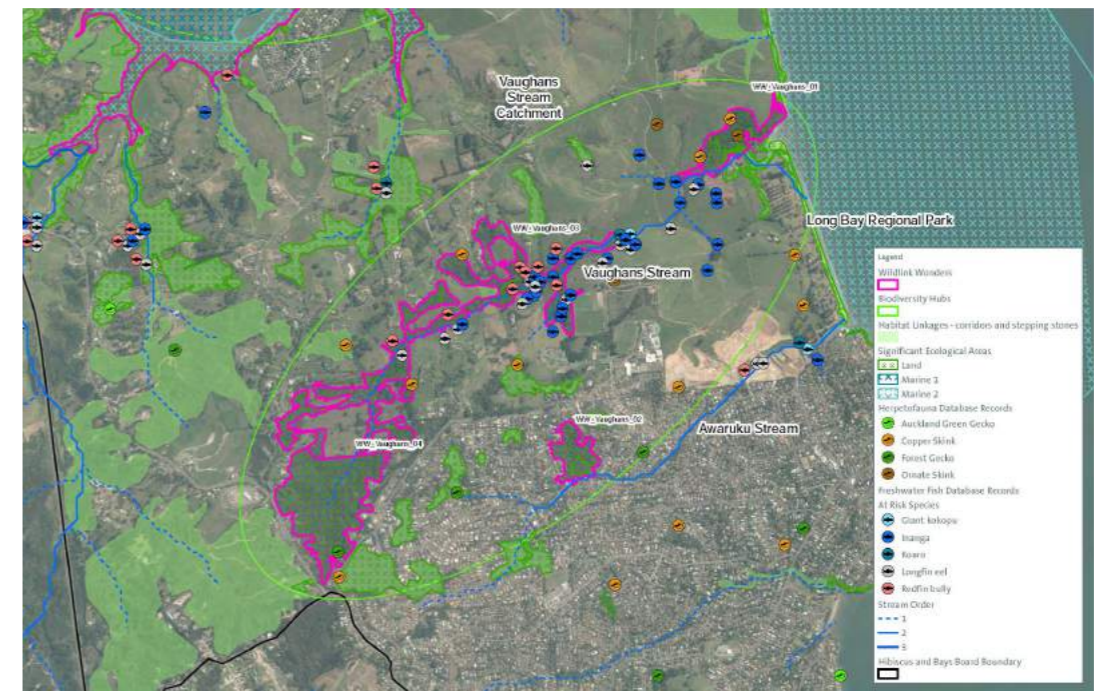 Vaughans
Stream
Catchment
WW-Vaughans_01
Long Bay Regional Park
WW-Vaughans_03
Vaughans Stream
WW-Vaughans_02
Awaruku Stream
WW-Vaughans_04
Legend
Wildlink Wonders
Biodiversity Hubs
Habitat Linkages - corridors and stepping stones
Significant Ecological Areas
Land
Marine 1
Marine 2
Herpetofauna Database Records
Auckland Green Gecko
Copper Skink
Forest Gecko
Ornate Skink
Freshwater Fish Database Records
At Risk Species
Giant kokopu
Inanga
Koaro
Longfin eel
Redfin bully
Stream Order
1
2
3
Hibiscus and Bays Board Boundary